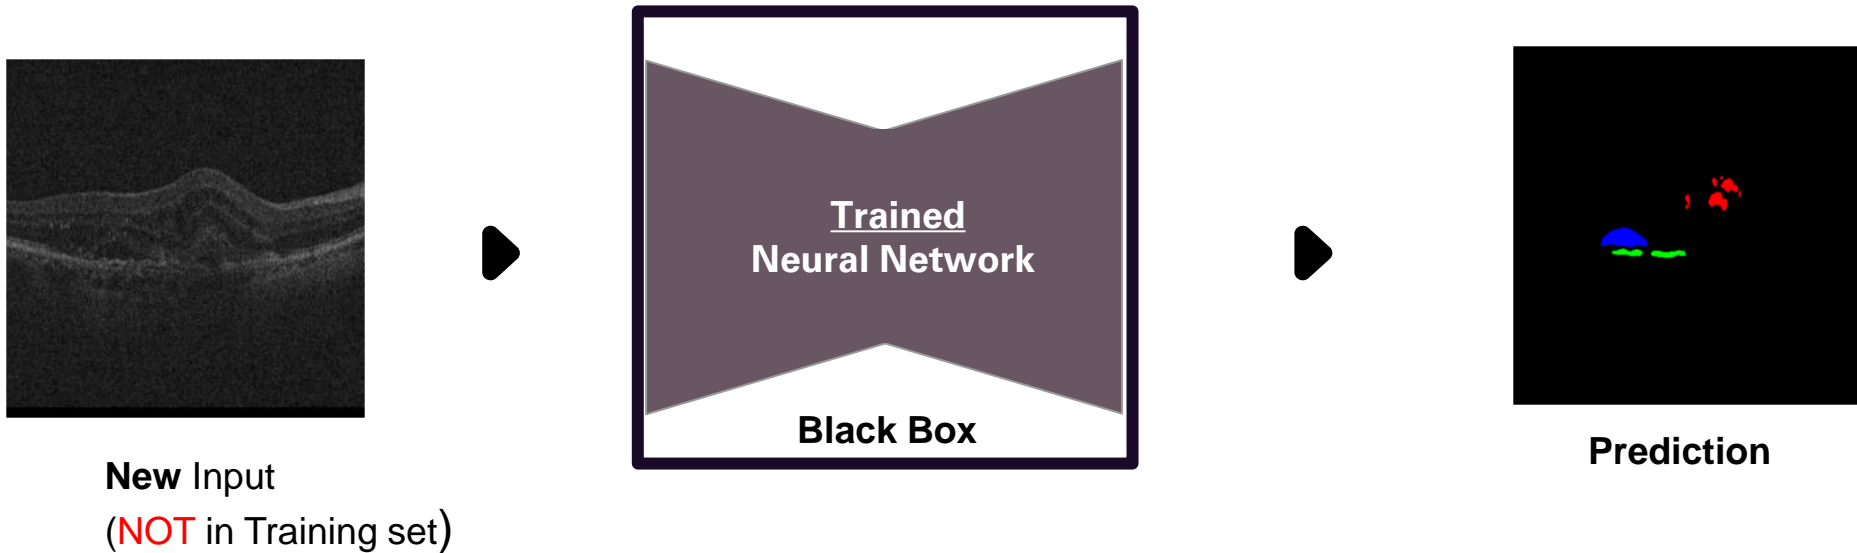 Trained
Neural Network
Black Box
Prediction
New Input
(NOT in Training set)